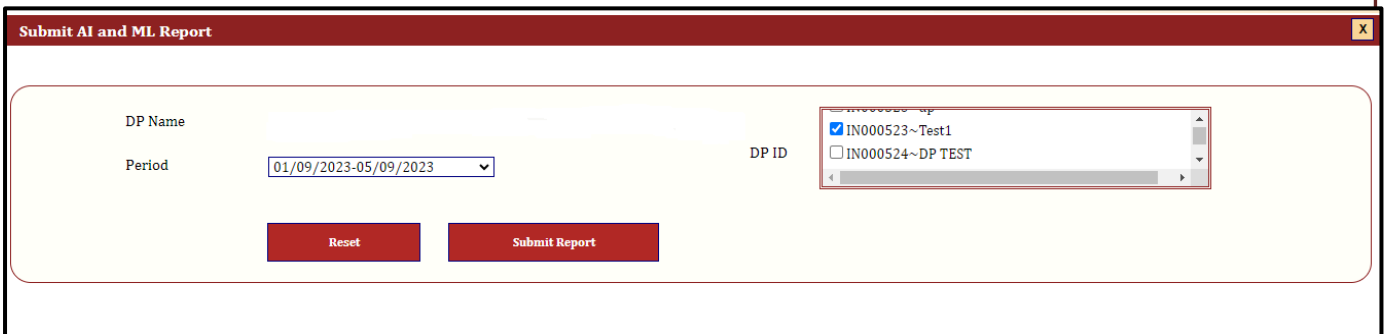 Submit AI and ML Report
X
DP Name
Period
01/09/2023-05/09/2023
DP ID
IN000523~Test1
IN000524~DP TEST
Reset
Submit Report